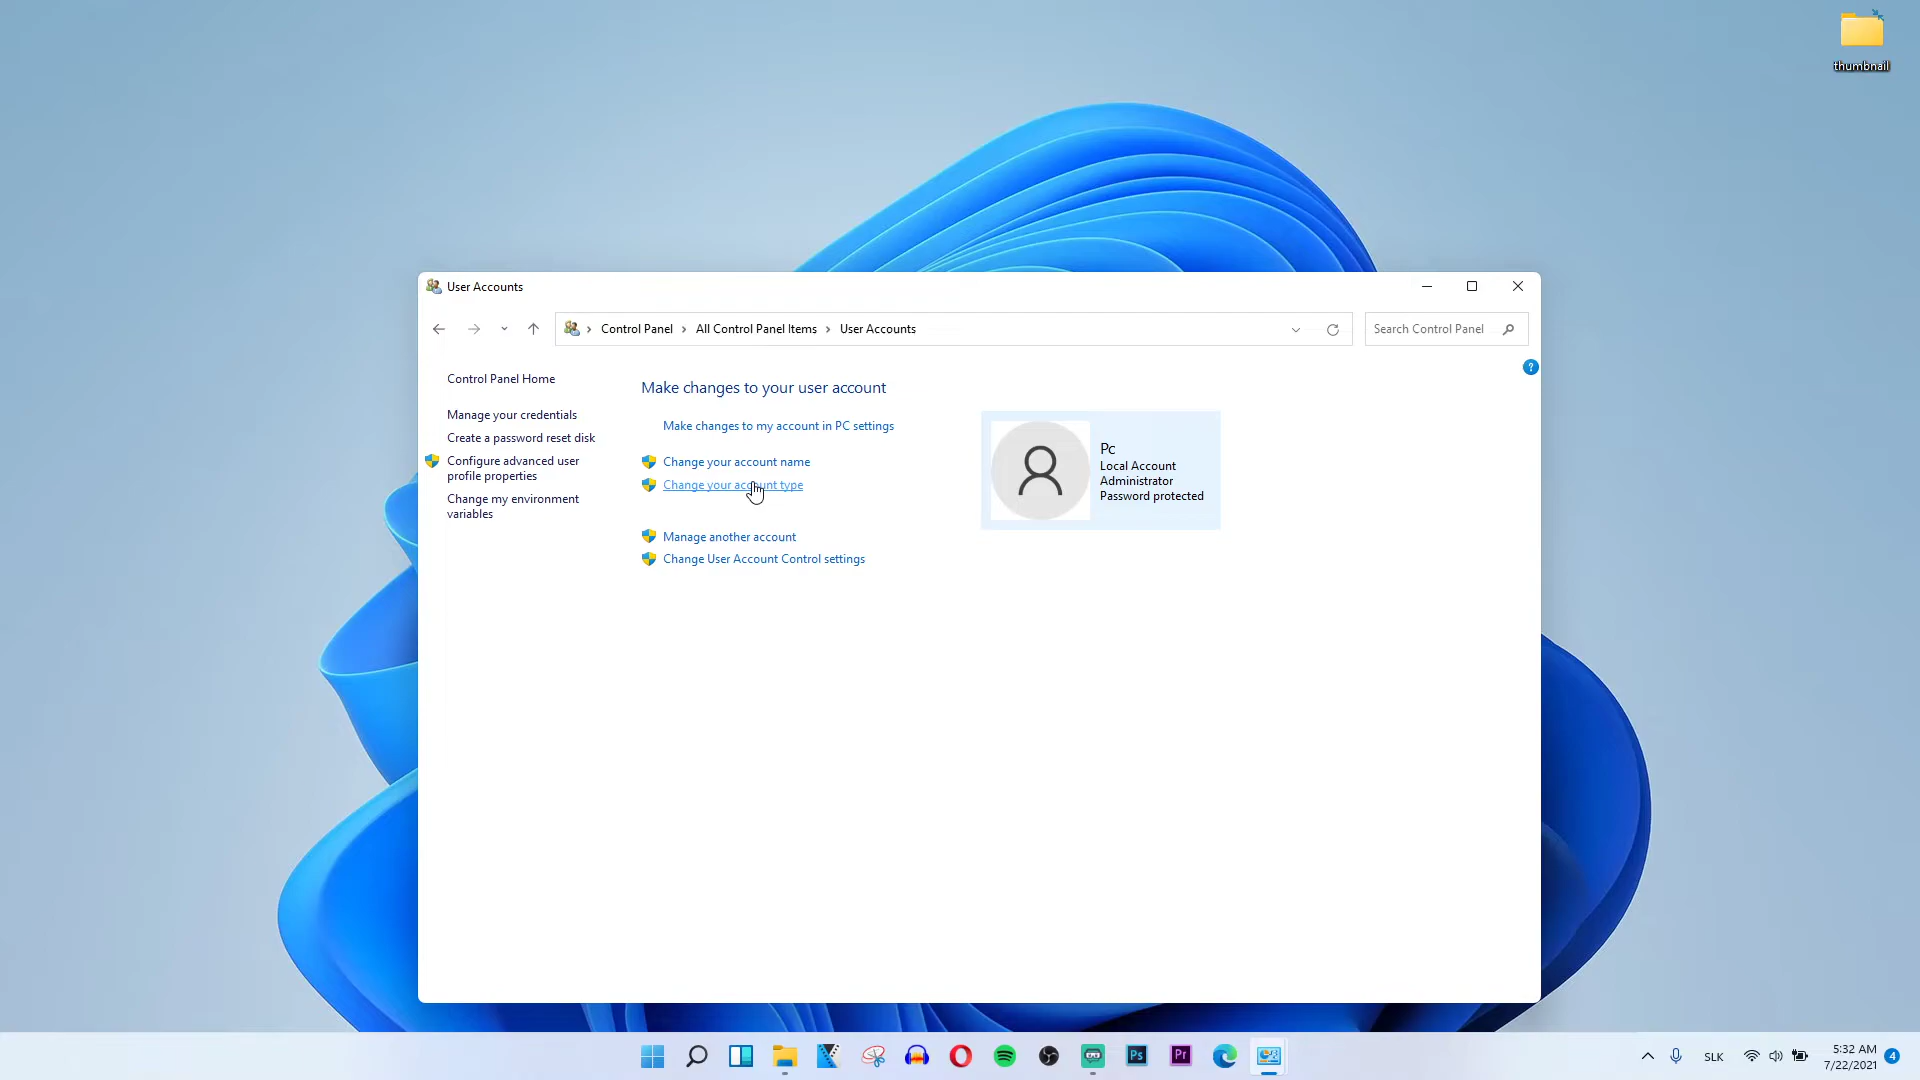 thumbnail
User Accounts
Control Panel
All Control Panel Items
User Accounts
Search Control Panel
?
Control Panel Home
Manage your credentials
Create a password reset disk
Configure advanced user
profile properties
Change my environment
variables
Make changes to your user account
Make changes to my account in PC settings
Change your account name
Change your account type
Manage another account
Change User Account Control settings
Pc
Local Account
Administrator
Password protected
Ps
Pr
SLK
5:32 AM
7/22/2021
4